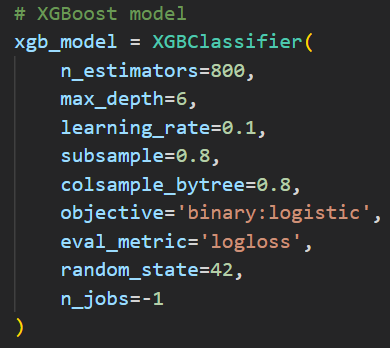 # XGBoost model
xgb_model = XGBClassifier(
    n_estimators=800,
    max_depth=6,
    learning_rate=0.1,
    subsample=0.8,
    colsample_bytree=0.8,
    objective='binary:logistic',
    eval_metric='logloss',
    random_state=42,
    n_jobs=-1
)